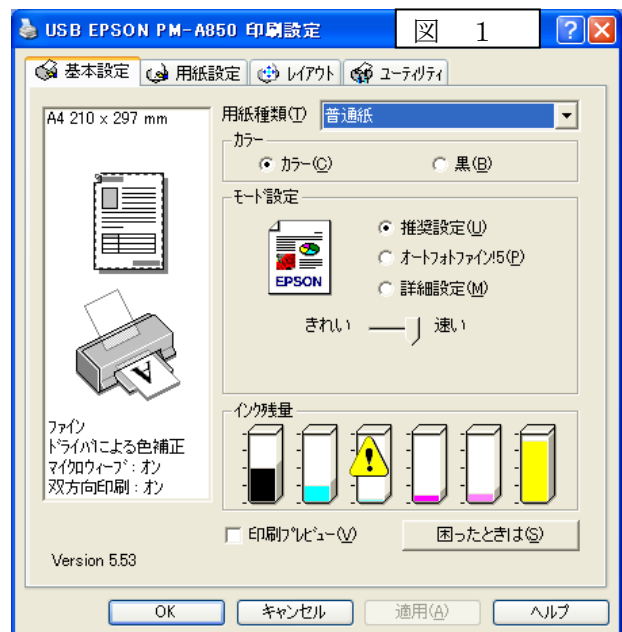 USB EPSON PM-A850 印刷設定
図 1
基本設定 用紙設定 レイアウト ユーティリティ
A4 210 x 297 mm
用紙種類(T) 普通紙
カラー
カラー(C) 黒(B)
モード設定
推奨設定(U)
オートフォトファイン!5(P)
詳細設定(M)
EPSON
きれい 速い
A
ファイン
ドライバによる色補正
マイクロウィーブ:オン
双方向印刷:オン
インク残量
!
印刷プレビュー(V) 困ったときは(S)
Version 5.53
OK キャンセル 適用(A) ヘルプ